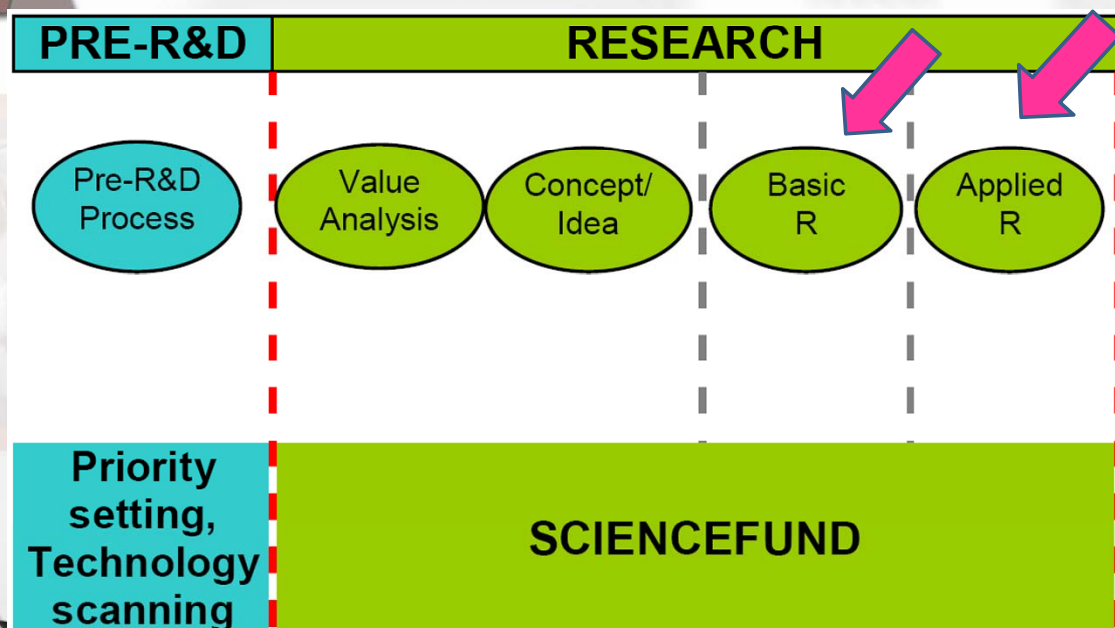 PRE-R&D
RESEARCH
Pre-R&D
Process
Value
Analysis
Concept/
Idea
Basic
R
Applied
R
Priority
setting,
Technology
scanning
SCIENCEFUND